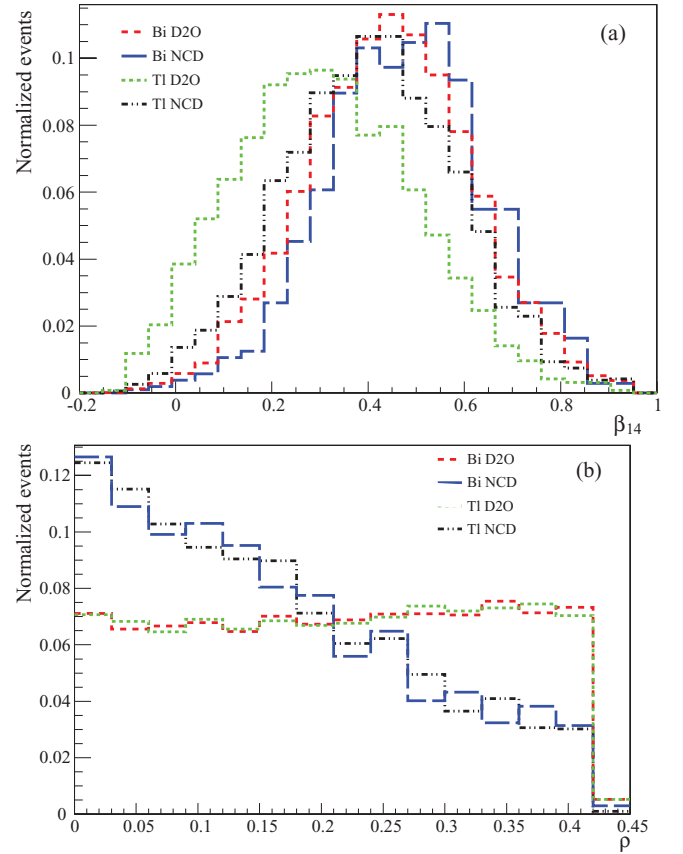 Normalized events
0.1
0.08
0.06
0.04
0.02
0
Bi D2O
Bi NCD
Tl D2O
Tl NCD
(a)
-0.2 0 0.2 0.4 0.6 0.8 1
β14
Normalized events
0.12
0.1
0.08
0.06
0.04
0.02
0
Bi D2O
Bi NCD
Tl D2O
Tl NCD
(b)
0 0.05 0.1 0.15 0.2 0.25 0.3 0.35 0.4 0.45
ρ